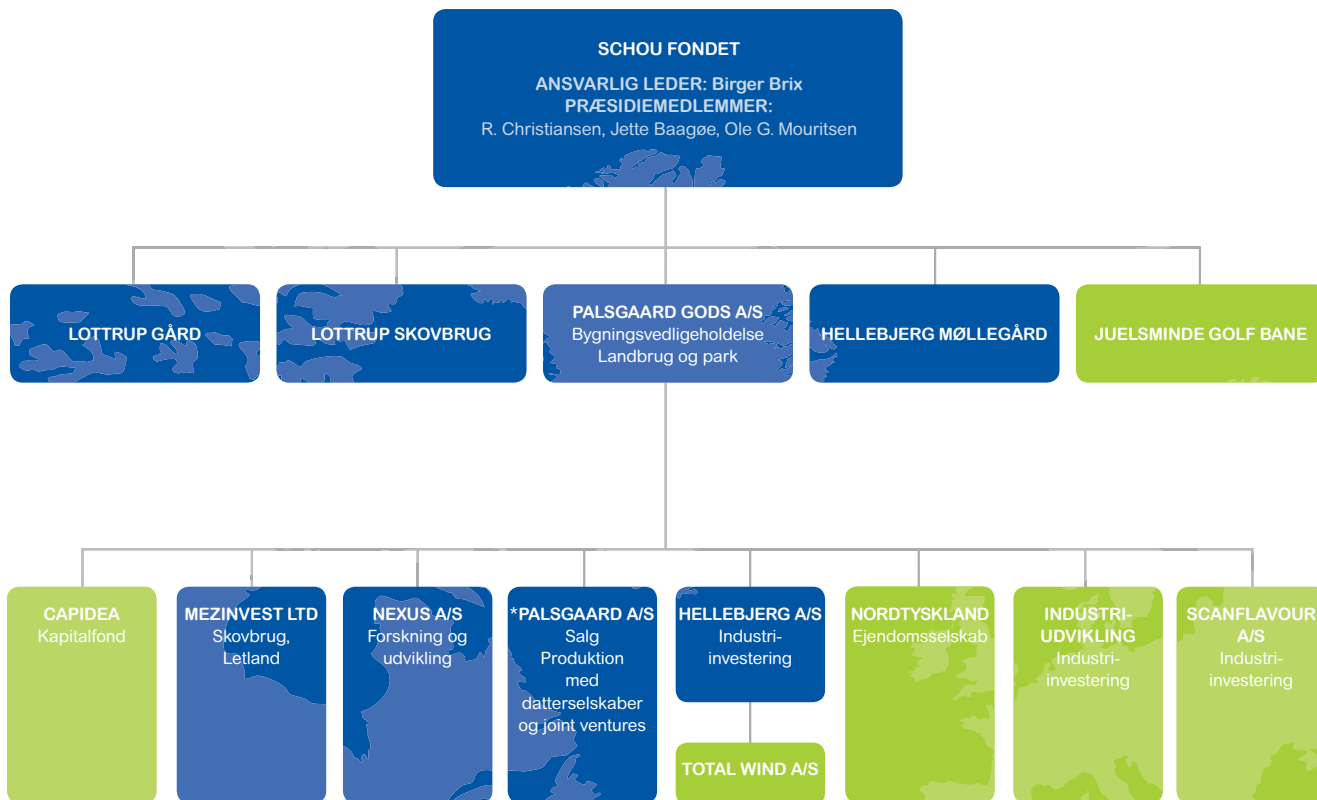 SCHOU FONDET
ANSVARLIG LEDER: Birger Brix
PRÆSIDIEMEDLEMMER:
R. Christiansen, Jette Baagøe, Ole G. Mouritsen
LOTTRUP GÅRD
LOTTRUP SKOVBRUG
PALSGAARD GODS A/S
Bygningsvedligeholdelse
Landbrug og park
HELLEBJERG MØLLEGÅRD
JUELSMINDE GOLF BANE
CAPIDEA
Kapitalfond
MEZINVEST LTD
Skovbrug,
Letland
NEXUS A/S
Forskning og
udvikling
*PALSGAARD A/S
Salg
Produktion
med
datterselskaber
og joint ventures
HELLEBJERG A/S
Industri-
investering
TOTAL WIND A/S
NORDTYSKLAND
Ejendomsselskab
INDUSTRI-
UDVIKLING
Industri-
investering
SCANFLAVOUR
A/S
Industri-
investering